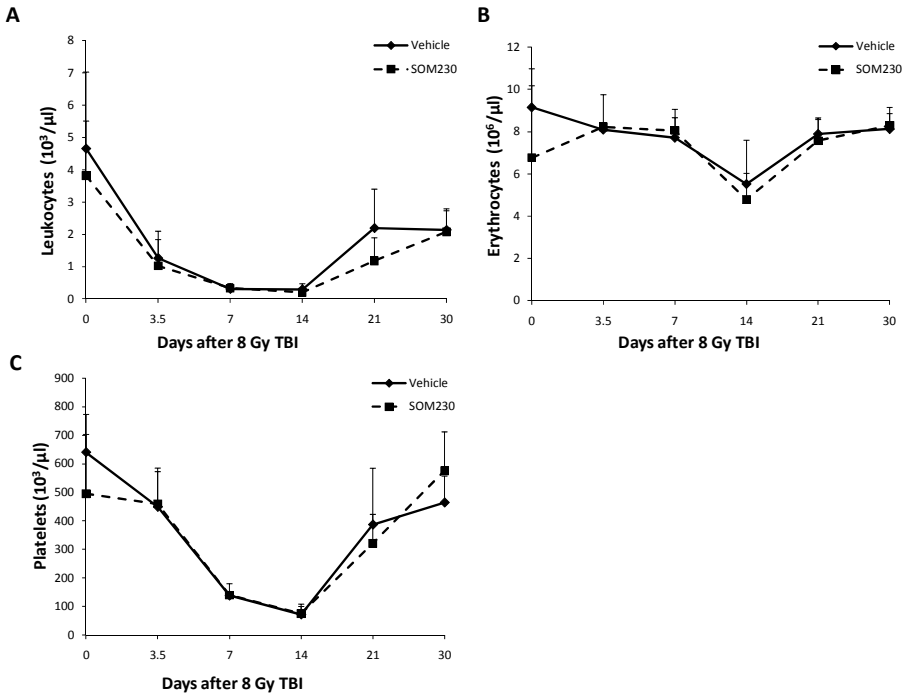 A
8
7
6
5
4
3
2
1
0
Leukocytes (10³/µl)
Vehicle
SOM230
0 3.5 7 14 21 30
Days after 8 Gy TBI
B
12
10
8
6
4
2
0
Erythrocytes (10⁶/µl)
Vehicle
SOM230
0 3.5 7 14 21 30
Days after 8 Gy TBI
C
900
800
700
600
500
400
300
200
100
0
Platelets (10³/µl)
Vehicle
SOM230
0 3.5 7 14 21 30
Days after 8 Gy TBI